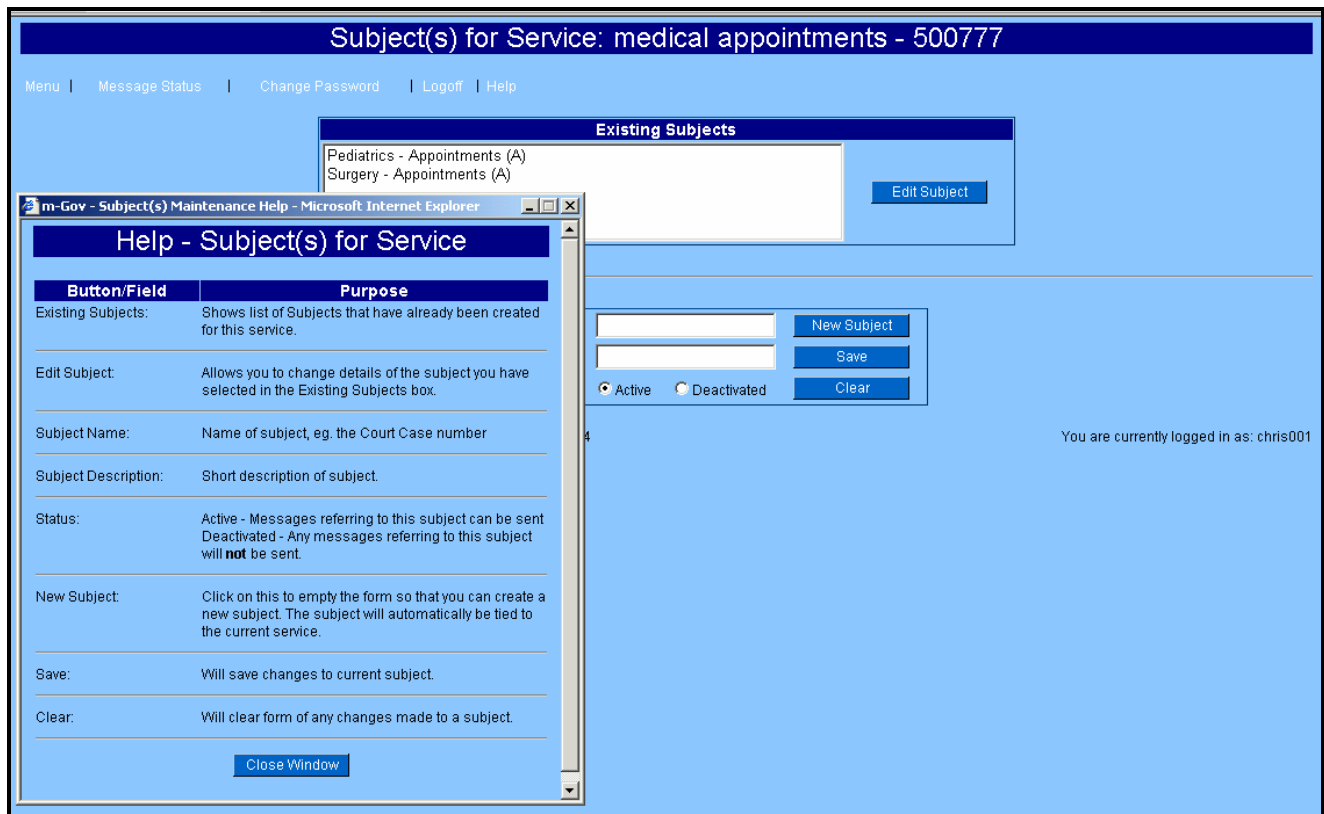 Subject(s) for Service: medical appointments - 500777
Menu | Message Status | Change Password | Logoff | Help
Existing Subjects
Pediatrics - Appointments (A)
Surgery - Appointments (A)
Edit Subject
m-Gov - Subject(s) Maintenance Help - Microsoft Internet Explorer
Help - Subject(s) for Service
Button/Field Purpose
Existing Subjects: Shows list of Subjects that have already been created
for this service.
Edit Subject: Allows you to change details of the subject you have
selected in the Existing Subjects box.
Subject Name: Name of subject, eg. the Court Case number
Subject Description: Short description of subject.
Status: Active - Messages referring to this subject can be sent
Deactivated - Any messages referring to this subject
will not be sent.
New Subject: Click on this to empty the form so that you can create a
new subject. The subject will automatically be tied to
the current service.
Save: Will save changes to current subject.
Clear: Will clear form of any changes made to a subject.
Close Window
New Subject
Save
Active Deactivated Clear
4 You are currently logged in as: chris001